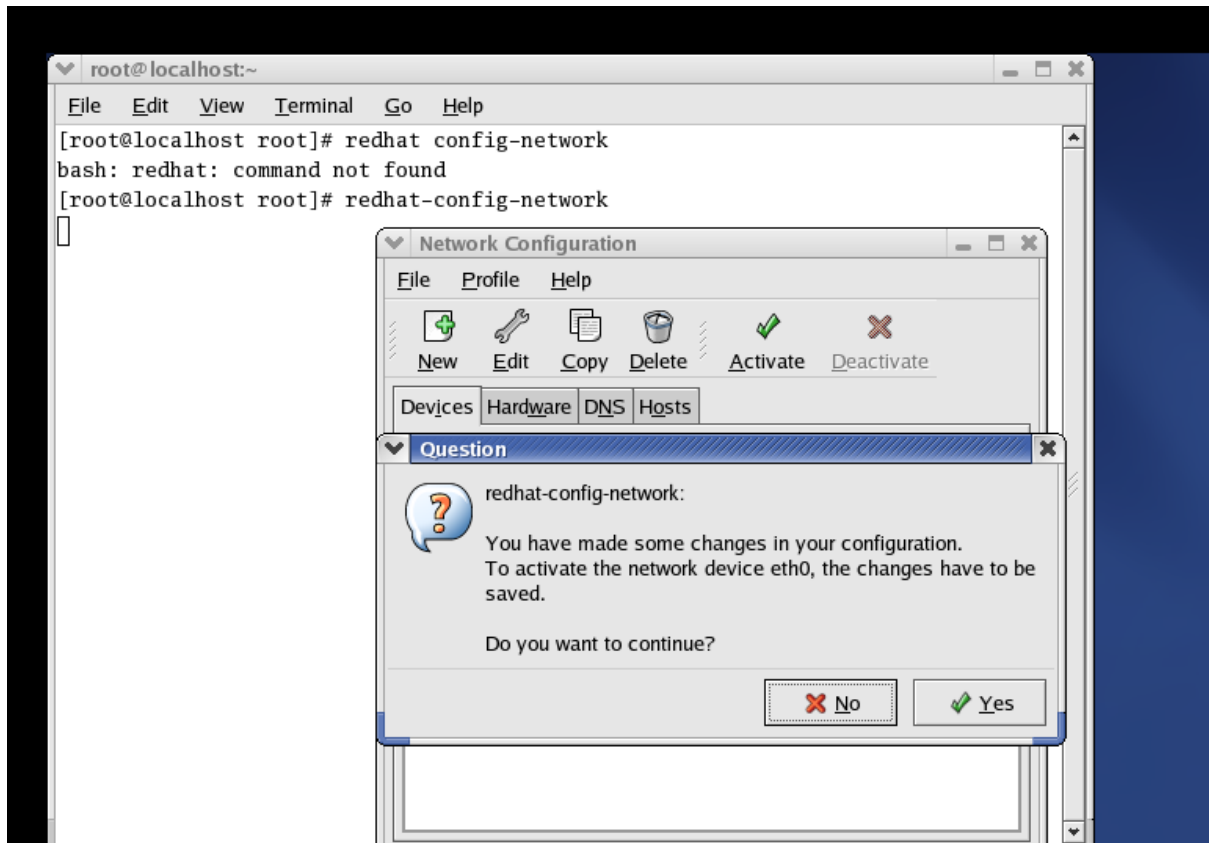 root@localhost:~
File Edit View Terminal Go Help
[root@localhost root]# redhat config-network
bash: redhat: command not found
[root@localhost root]# redhat-config-network
Network Configuration
File Profile Help
New Edit Copy Delete Activate Deactivate
Devices Hardware DNS Hosts
Question
redhat-config-network:
You have made some changes in your configuration.
To activate the network device eth0, the changes have to be
saved.
Do you want to continue?
No Yes